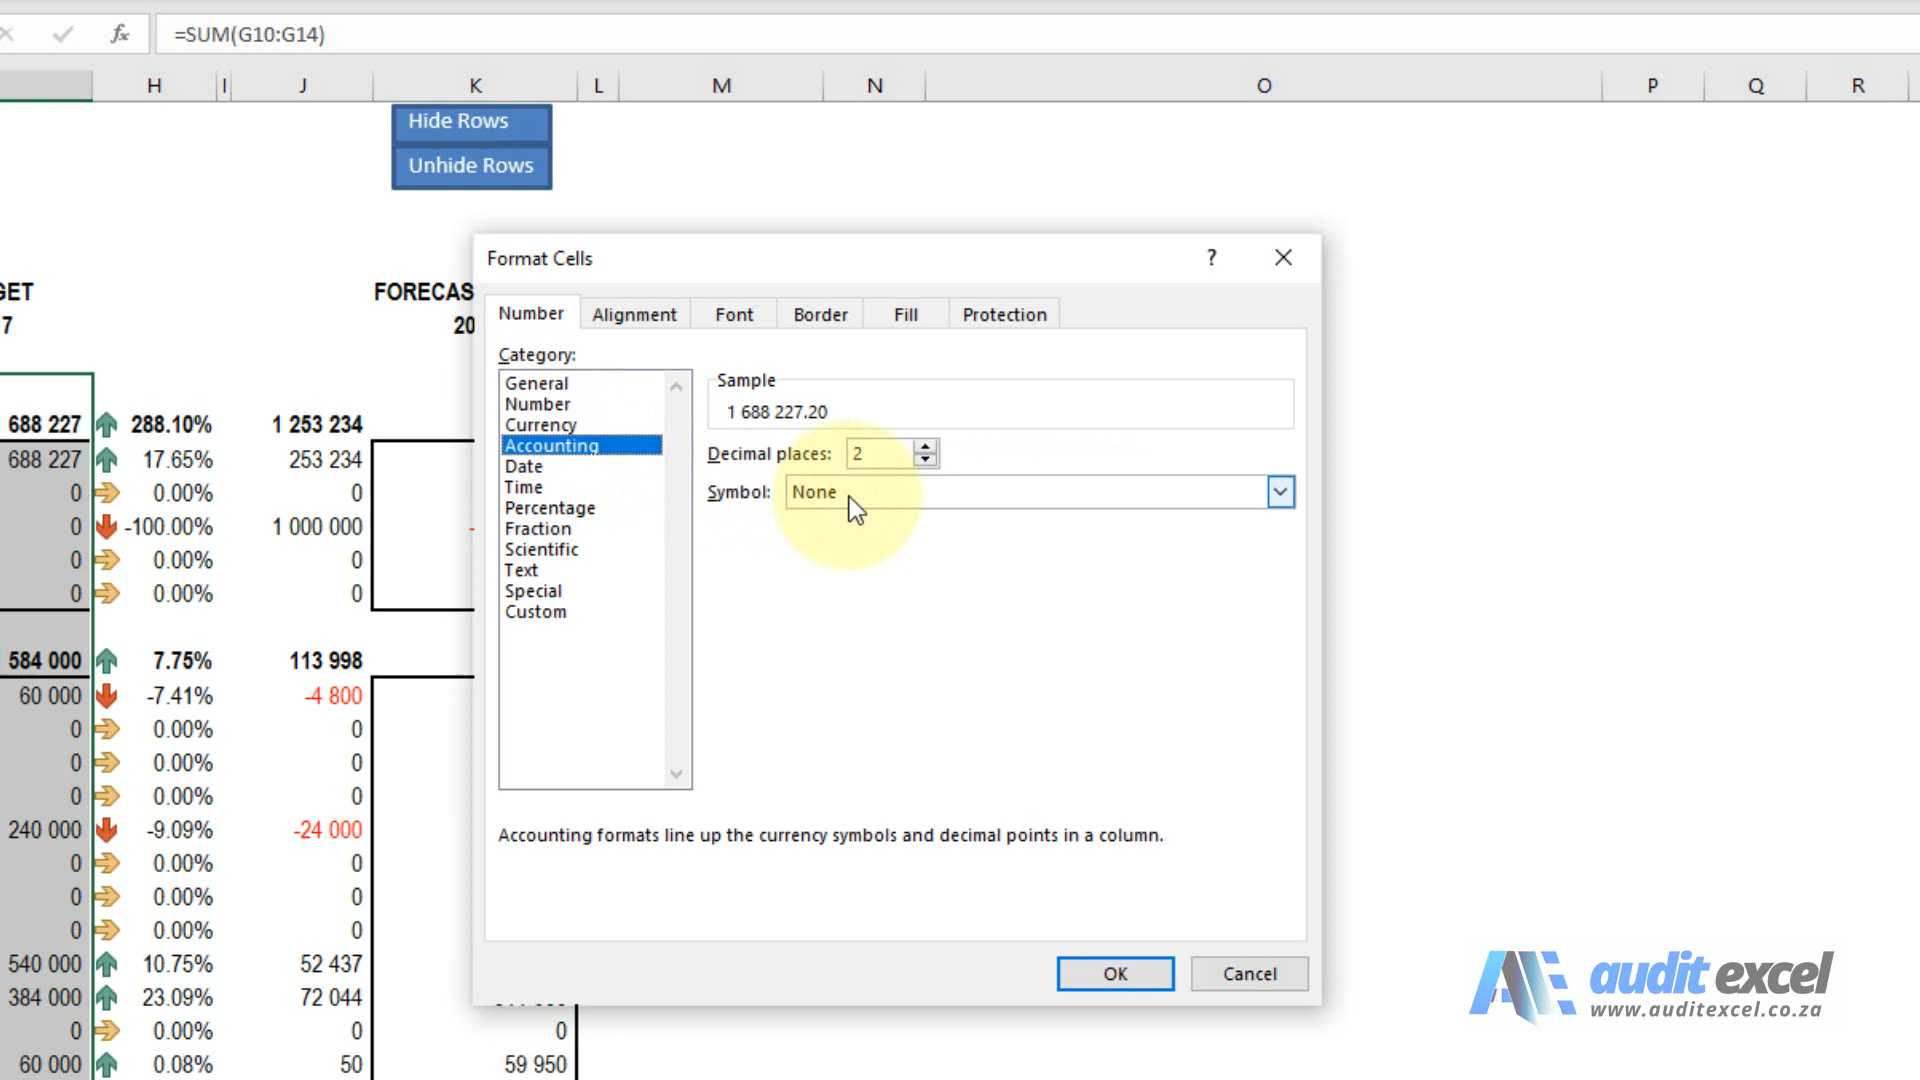 fx =SUM(G10:G14)
H I J K L M N O P Q R
Hide Rows
Unhide Rows
Format Cells ?
GET FORECAS
7 20
Number Alignment Font Border Fill Protection
Category:
General
Number
Currency
Accounting
Date
Time
Percentage
Fraction
Scientific
Text
Special
Custom
Sample
1 688 227.20
Decimal places: 2
Symbol: None
Accounting formats line up the currency symbols and decimal points in a column.
OK Cancel
688 227 288.10% 1 253 234
688 227 17.65% 253 234
0 0.00% 0
0 -100.00% 1 000 000 -
0 0.00% 0
0 0.00% 0
584 000 7.75% 113 998
60 000 -7.41% -4 800
0 0.00% 0
0 0.00% 0
0 0.00% 0
240 000 -9.09% -24 000
0 0.00% 0
0 0.00% 0
0 0.00% 0
540 000 10.75% 52 437
384 000 23.09% 72 044
0 0.00% 0 0
60 000 0.08% 50 59 950
audit excel
www.auditexcel.co.za